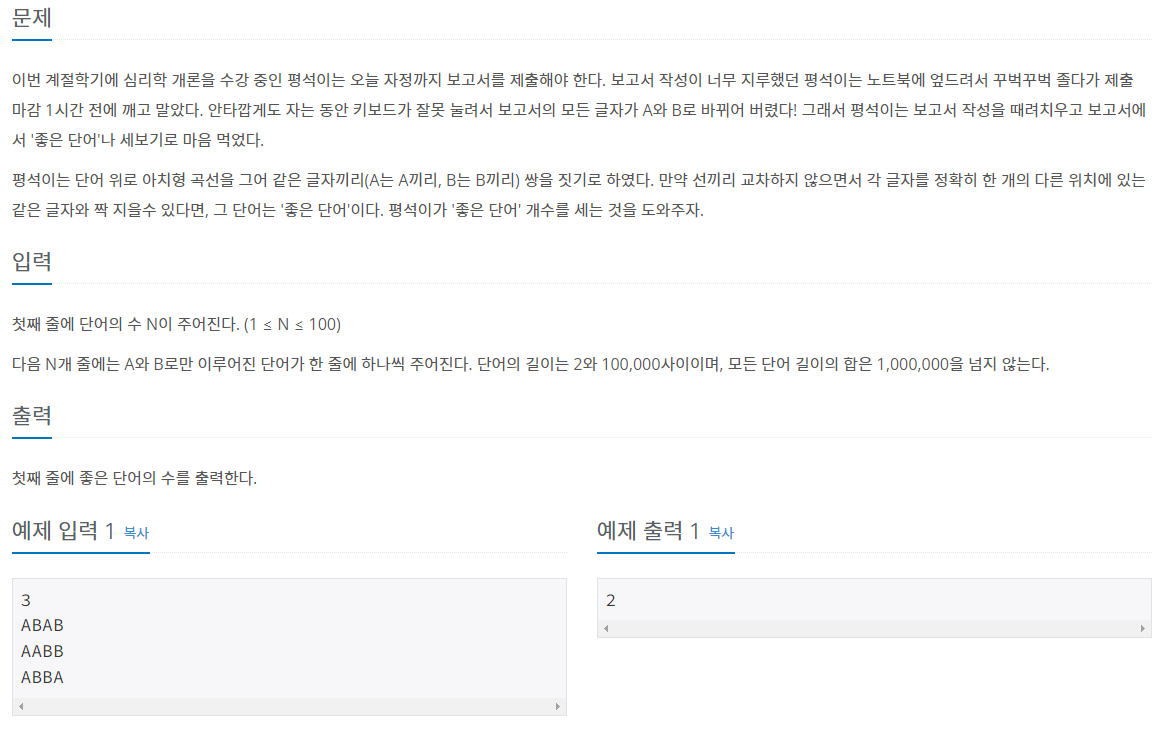 문제
이번 계절학기에 심리학 개론을 수강 중인 평석이는 오늘 자정까지 보고서를 제출해야 한다. 보고서 작성이 너무 지루했던 평석이는 노트북에 엎드려서 꾸벅꾸벅 졸다가 제출
마감 1시간 전에 깨고 말았다. 안타깝게도 자는 동안 키보드가 잘못 눌려서 보고서의 모든 글자가 A와 B로 바뀌어 버렸다! 그래서 평석이는 보고서 작성을 때려치우고 보고서에
서 '좋은 단어'나 세보기로 마음 먹었다.
평석이는 단어 위로 아치형 곡선을 그어 같은 글자끼리(A는 A끼리, B는 B끼리) 쌍을 짓기로 하였다. 만약 선끼리 교차하지 않으면서 각 글자를 정확히 한 개의 다른 위치에 있는
같은 글자와 짝 지을수 있다면, 그 단어는 '좋은 단어'이다. 평석이가 '좋은 단어' 개수를 세는 것을 도와주자.
입력
첫째 줄에 단어의 수 N이 주어진다. (1 ≤ N ≤ 100)
다음 N개 줄에는 A와 B로만 이루어진 단어가 한 줄에 하나씩 주어진다. 단어의 길이는 2와 100,000사이이며, 모든 단어 길이의 합은 1,000,000을 넘지 않는다.
출력
첫째 줄에 좋은 단어의 수를 출력한다.
예제 입력 1 복사
3
ABAB
AABB
ABBA
예제 출력 1 복사
2